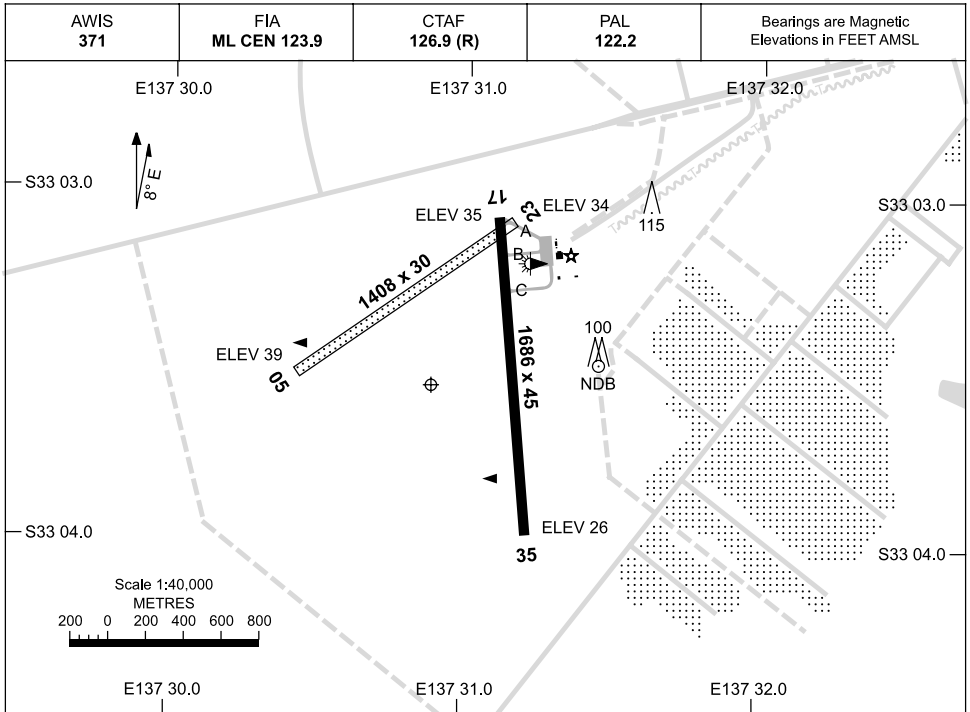 AWIS
371
FIA
ML CEN 123.9
CTAF
126.9 (R)
PAL
122.2
Bearings are Magnetic
Elevations in FEET AMSL
E137 30.0
E137 31.0
E137 32.0
8° E
S33 03.0
S33 03.0
17
23
ELEV 35
ELEV 34
A
B
C
115
1408 x 30
1686 x 45
ELEV 39
05
100
NDB
S33 04.0
ELEV 26
35
S33 04.0
Scale 1:40,000
METRES
200 0 200 400 600 800
E137 30.0
E137 31.0
E137 32.0